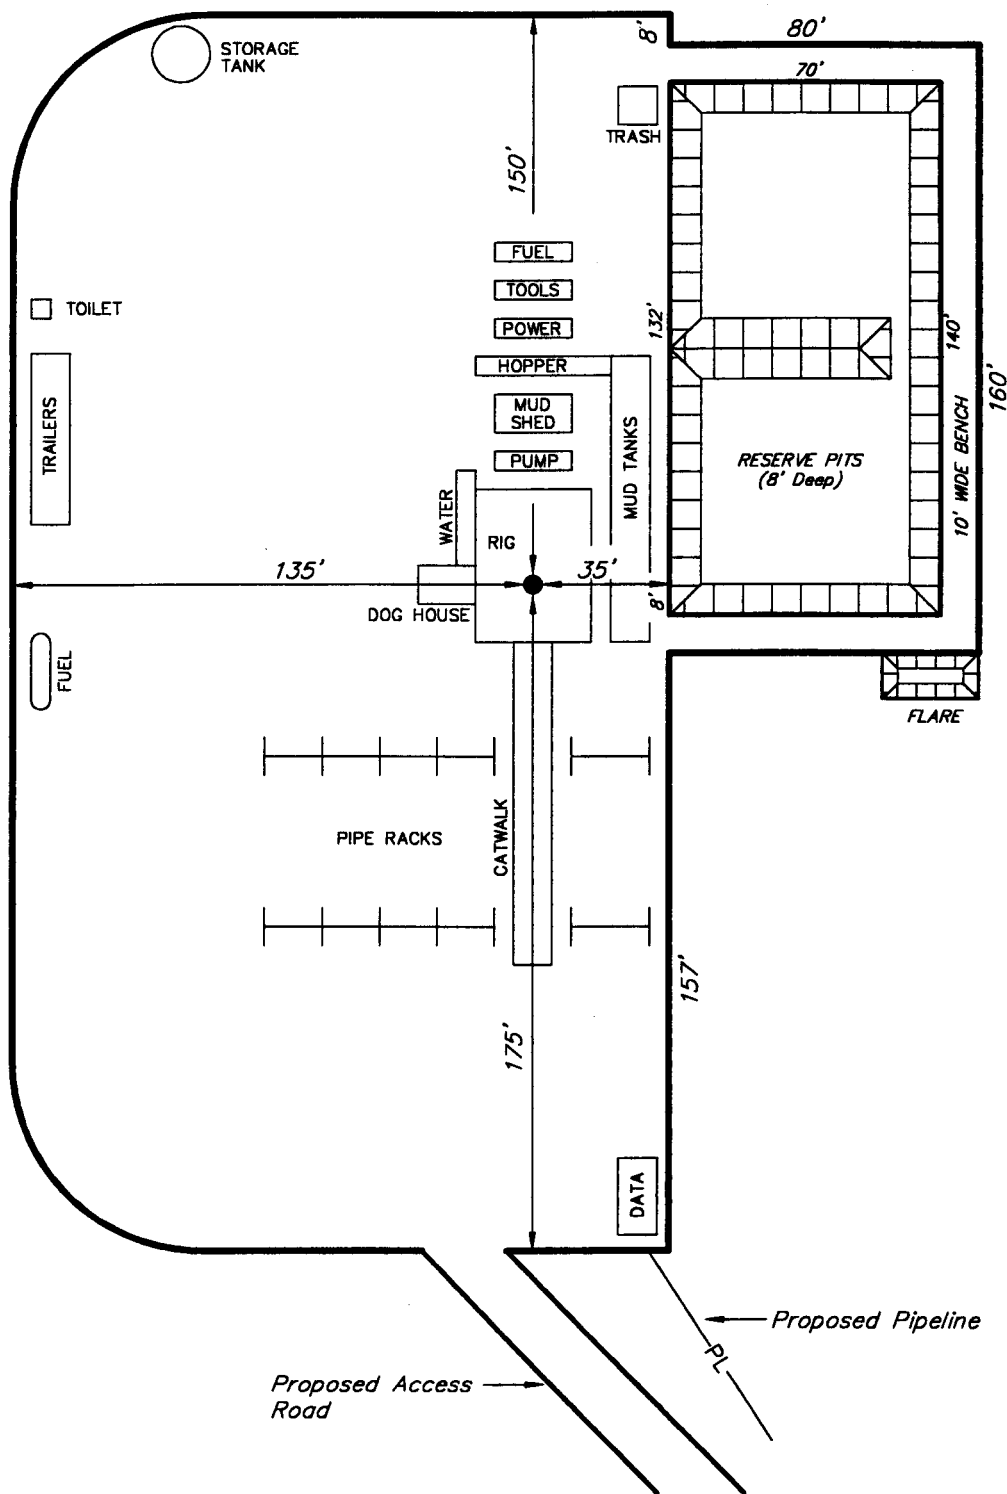 80'
8'
STORAGE
TANK
70'
TRASH
150'
FUEL
TOOLS
TOILET
POWER
132'
140'
HOPPER
160'
MUD
SHED
TRAILERS
MUD TANKS
RESERVE PITS
(8' Deep)
10' WIDE BENCH
PUMP
WATER
RIG
135'
35'
8'
DOG HOUSE
FUEL
FLARE
PIPE RACKS
CATWALK
157'
175'
DATA
Proposed Pipeline
PL
Proposed Access
Road